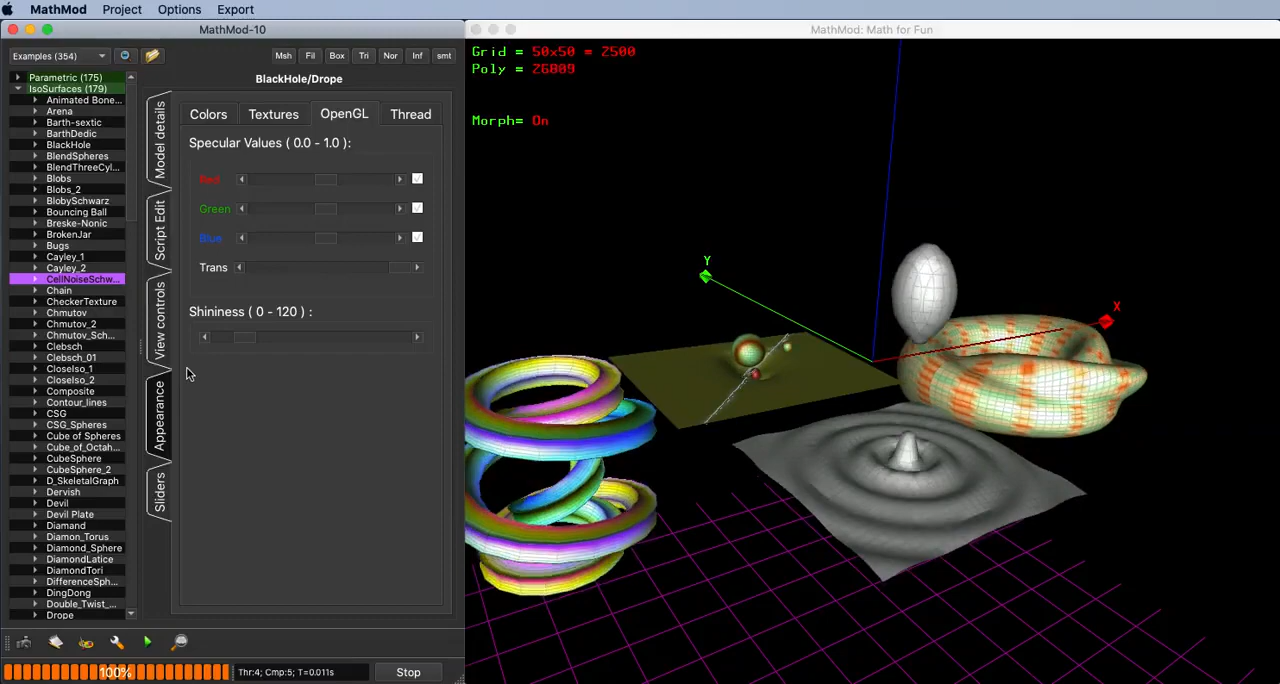 MathMod Project Options Export
MathMod-10
MathMod: Math for Fun
Examples (354)
Msh Fil Box Tri Nor Inf smt
Parametric (175)
IsoSurfaces (179)
Animated Bone...
Arena
Barth-sextic
BarthDedic
BlackHole
BlendSpheres
BlendThreeCyl...
Blobs
Blobs_2
BlobySchwarz
Bouncing Ball
Breske-Nonic
BrokenJar
Bugs
Cayley_1
Cayley_2
CellNoiseSchw...
Chain
CheckerTexture
Chmutov
Chmutov_2
Chmutov_Sch...
Clebsch
Clebsch_01
CloseIso_1
CloseIso_2
Composite
Contour_lines
CSG
CSG_Spheres
Cube of Spheres
Cube_of_Octah...
CubeSphere
CubeSphere_2
D_SkeletalGraph
Dervish
Devil
Devil Plate
Diamand
Diamon_Torus
Diamond_Sphere
DiamondLatice
DiamondTori
DifferenceSph...
DingDong
Double_Twist_...
Drope
Model details
Script Edit
View controls
Appearance
Sliders
BlackHole/Drope
Colors Textures OpenGL Thread
Specular Values ( 0.0 - 1.0 ):
Red
Green
Blue
Trans
Shininess ( 0 - 120 ) :
100%
Thr:4; Cmp:5; T=0.011s
Stop
Grid = 50x50 = 2500
Poly = 26809
Morph= On
Y
X